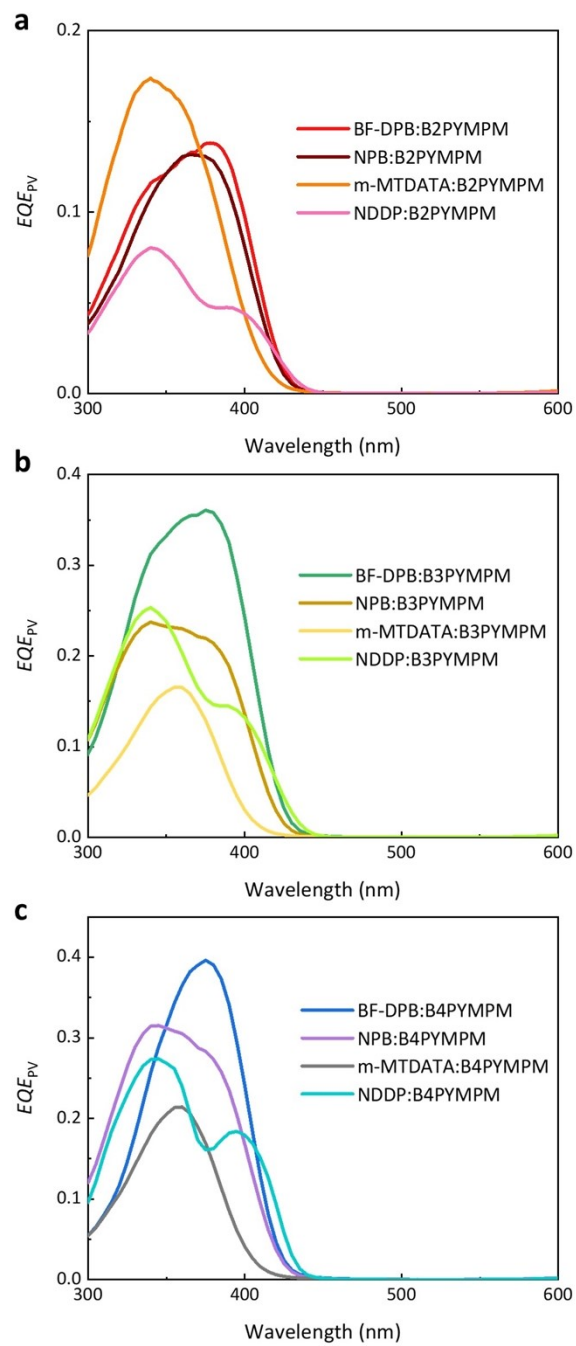 a
0.2
BF-DPB:B2PYMPM
NPB:B2PYMPM
m-MTDATA:B2PYMPM
NDDP:B2PYMPM
EQE_PV
0.1
0.0
300 400 500 600
Wavelength (nm)
b
0.4
0.3
BF-DPB:B3PYMPM
NPB:B3PYMPM
m-MTDATA:B3PYMPM
NDDP:B3PYMPM
EQE_PV
0.2
0.1
0.0
300 400 500 600
Wavelength (nm)
c
0.4
BF-DPB:B4PYMPM
0.3
NPB:B4PYMPM
m-MTDATA:B4PYMPM
NDDP:B4PYMPM
EQE_PV
0.2
0.1
0.0
300 400 500 600
Wavelength (nm)